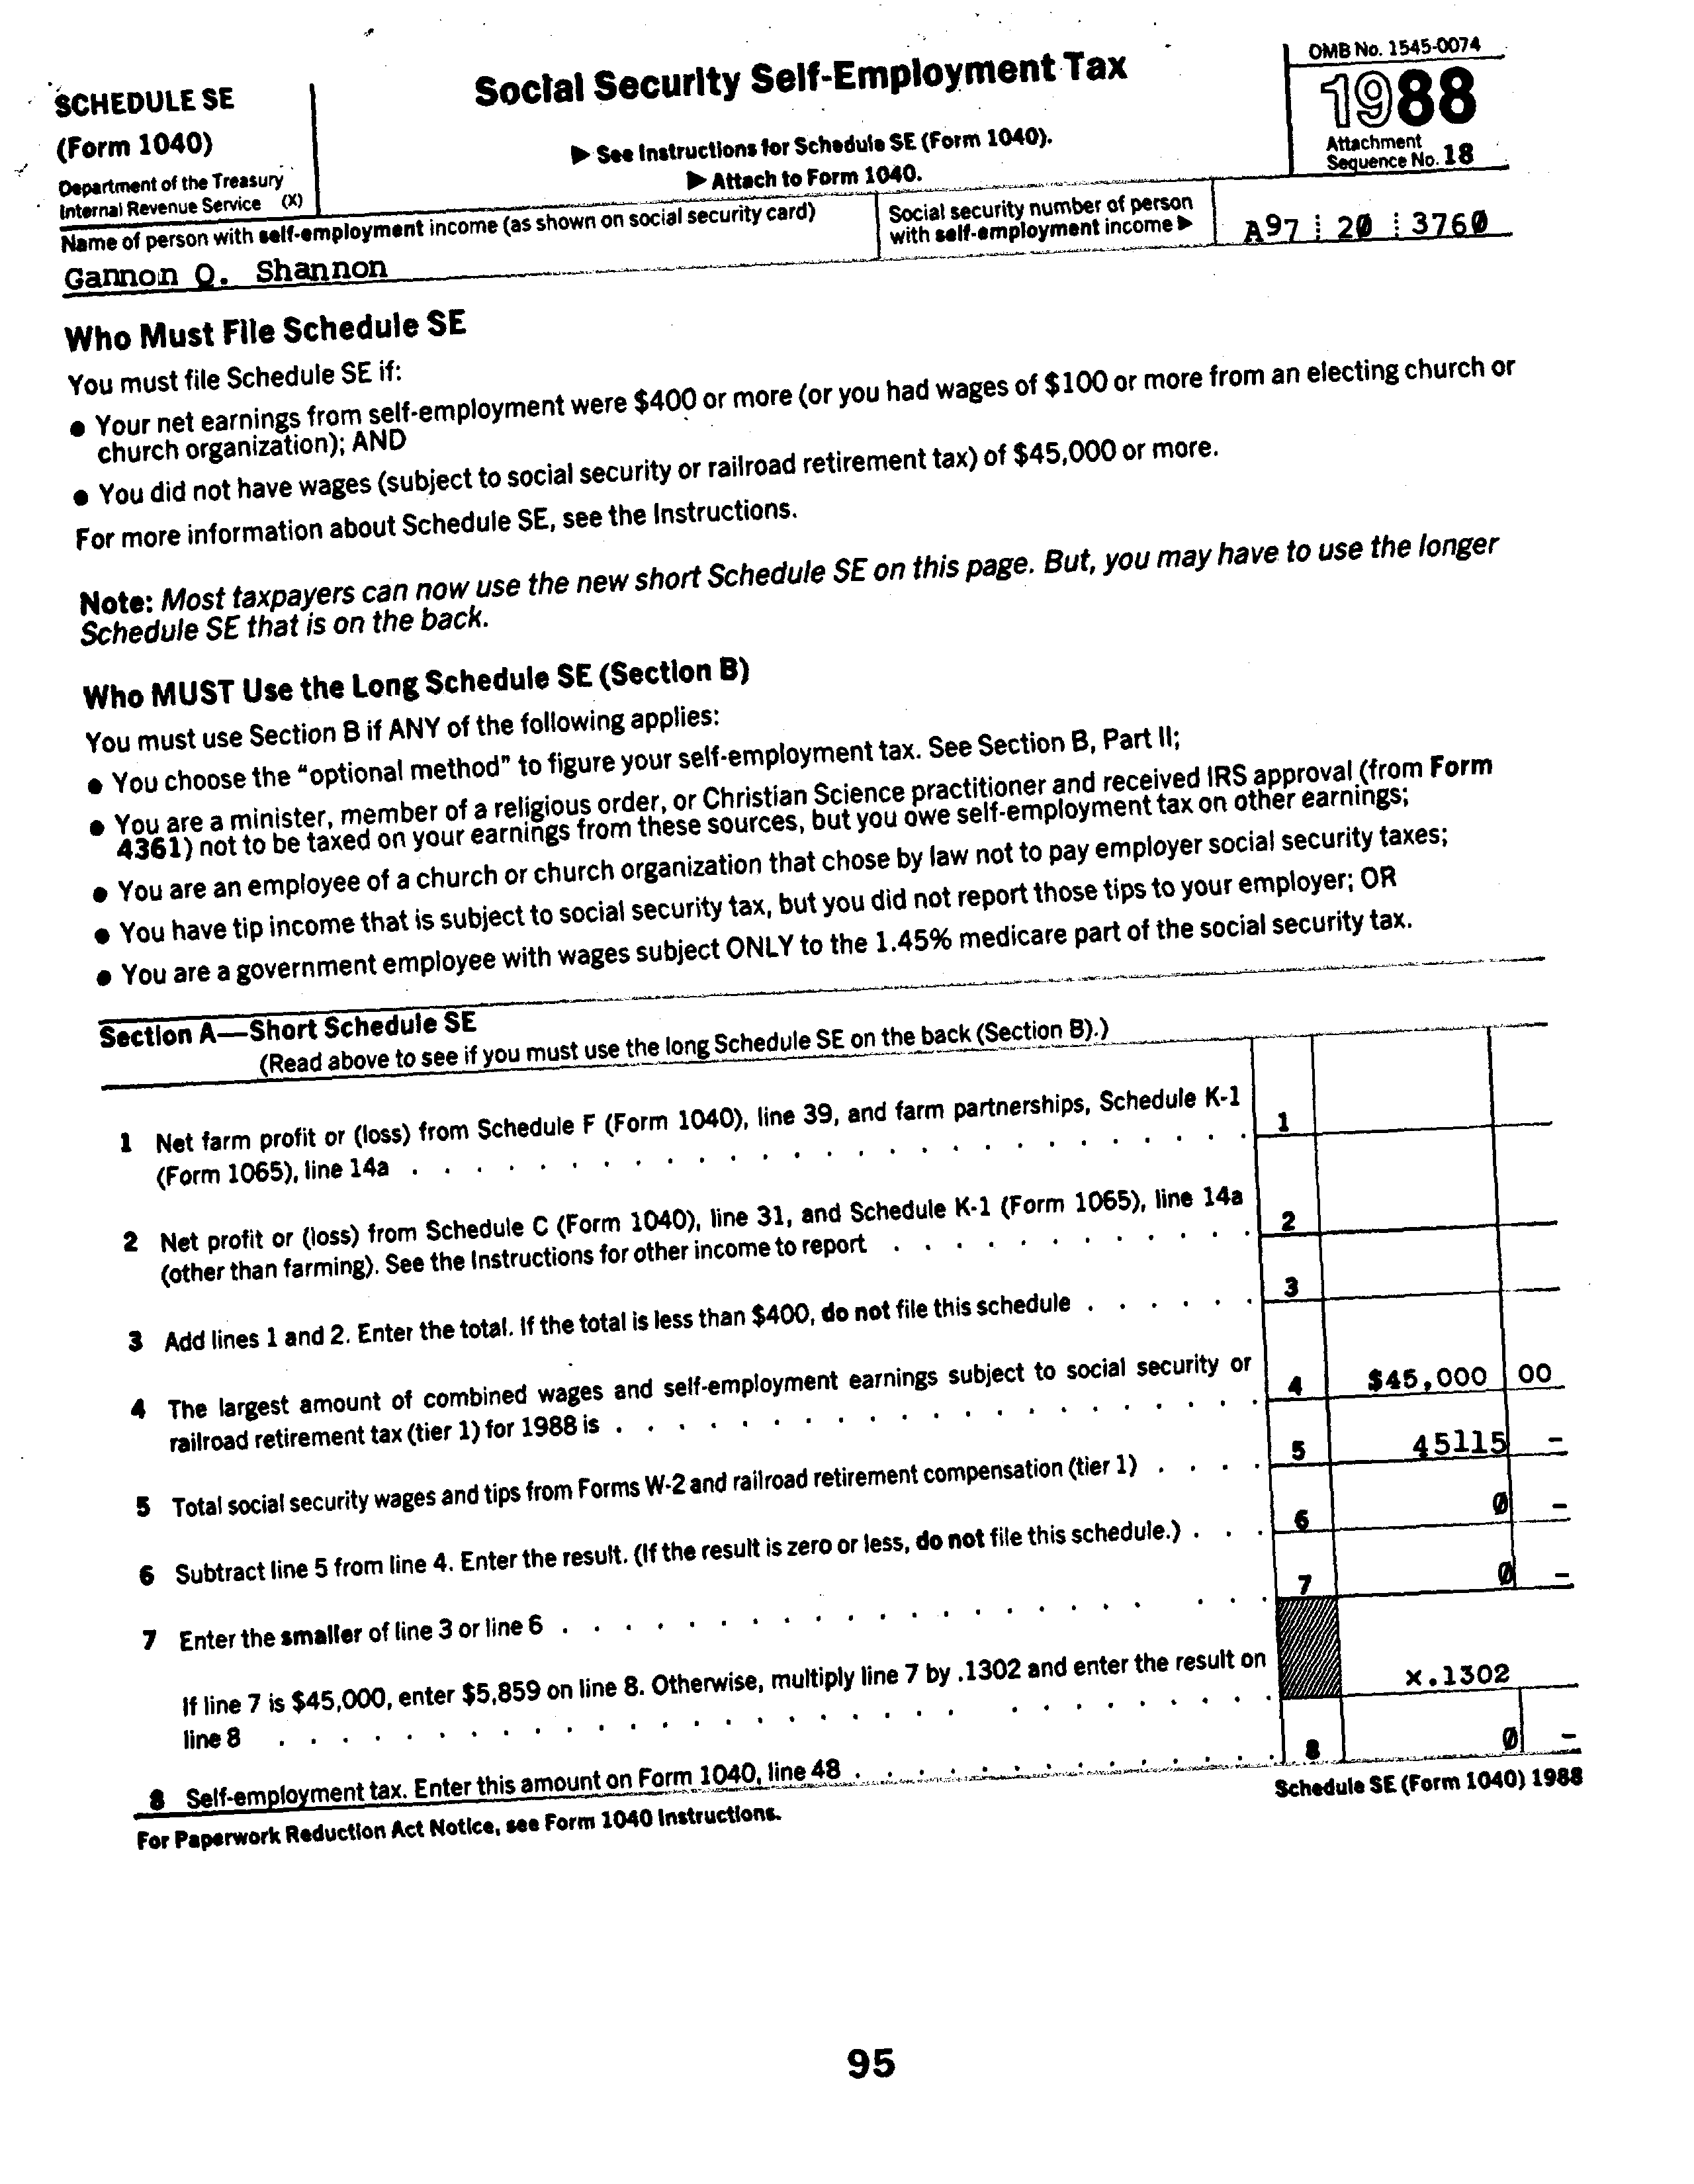 SCHEDULE SE
(Form 1040)
Department of the Treasury
Internal Revenue Service (X)
Social Security Self-Employment Tax
▶ See Instructions for Schedule SE (Form 1040).
▶ Attach to Form 1040.
OMB No. 1545-0074
1988
Attachment
Sequence No. 18
Name of person with self-employment income (as shown on social security card)
Gannon Q. Shannon
Social security number of person
with self-employment income ▶
A97 20 3760
Who Must File Schedule SE
You must file Schedule SE if:
● Your net earnings from self-employment were $400 or more (or you had wages of $100 or more from an electing church or
church organization); AND
● You did not have wages (subject to social security or railroad retirement tax) of $45,000 or more.
For more information about Schedule SE, see the Instructions.
Note: Most taxpayers can now use the new short Schedule SE on this page. But, you may have to use the longer
Schedule SE that is on the back.
Who MUST Use the Long Schedule SE (Section B)
You must use Section B if ANY of the following applies:
● You choose the “optional method” to figure your self-employment tax. See Section B, Part II;
● You are a minister, member of a religious order, or Christian Science practitioner and received IRS approval (from Form
4361) not to be taxed on your earnings from these sources, but you owe self-employment tax on other earnings;
● You are an employee of a church or church organization that chose by law not to pay employer social security taxes;
● You have tip income that is subject to social security tax, but you did not report those tips to your employer; OR
● You are a government employee with wages subject ONLY to the 1.45% medicare part of the social security tax.
Section A—Short Schedule SE
(Read above to see if you must use the long Schedule SE on the back (Section B).)
1 Net farm profit or (loss) from Schedule F (Form 1040), line 39, and farm partnerships, Schedule K-1
(Form 1065), line 14a . . . . . . . . . . . . . . . . . . . . . . . . . . 1
2 Net profit or (loss) from Schedule C (Form 1040), line 31, and Schedule K-1 (Form 1065), line 14a
(other than farming). See the Instructions for other income to report . . . . . . . . . . . . 2
3 Add lines 1 and 2. Enter the total. If the total is less than $400, do not file this schedule . . . . . . 3
4 The largest amount of combined wages and self-employment earnings subject to social security or
railroad retirement tax (tier 1) for 1988 is . . . . . . . . . . . . . . . . . . . . 4 $45,000 00
5 Total social security wages and tips from Forms W-2 and railroad retirement compensation (tier 1) . . . . 5 45115 –
6 Subtract line 5 from line 4. Enter the result. (If the result is zero or less, do not file this schedule.) . . . 6 0 –
7 Enter the smaller of line 3 or line 6 . . . . . . . . . . . . . . . . . . . . . . 7 0 –
If line 7 is $45,000, enter $5,859 on line 8. Otherwise, multiply line 7 by .1302 and enter the result on
line 8 . . . . . . . . . . . . . . . . . . . . . . . . . . . . . . x.1302
8 Self-employment tax. Enter this amount on Form 1040, line 48 . . . . . . . . . . . . . . 8 0 –
For Paperwork Reduction Act Notice, see Form 1040 Instructions.
Schedule SE (Form 1040) 1988
95